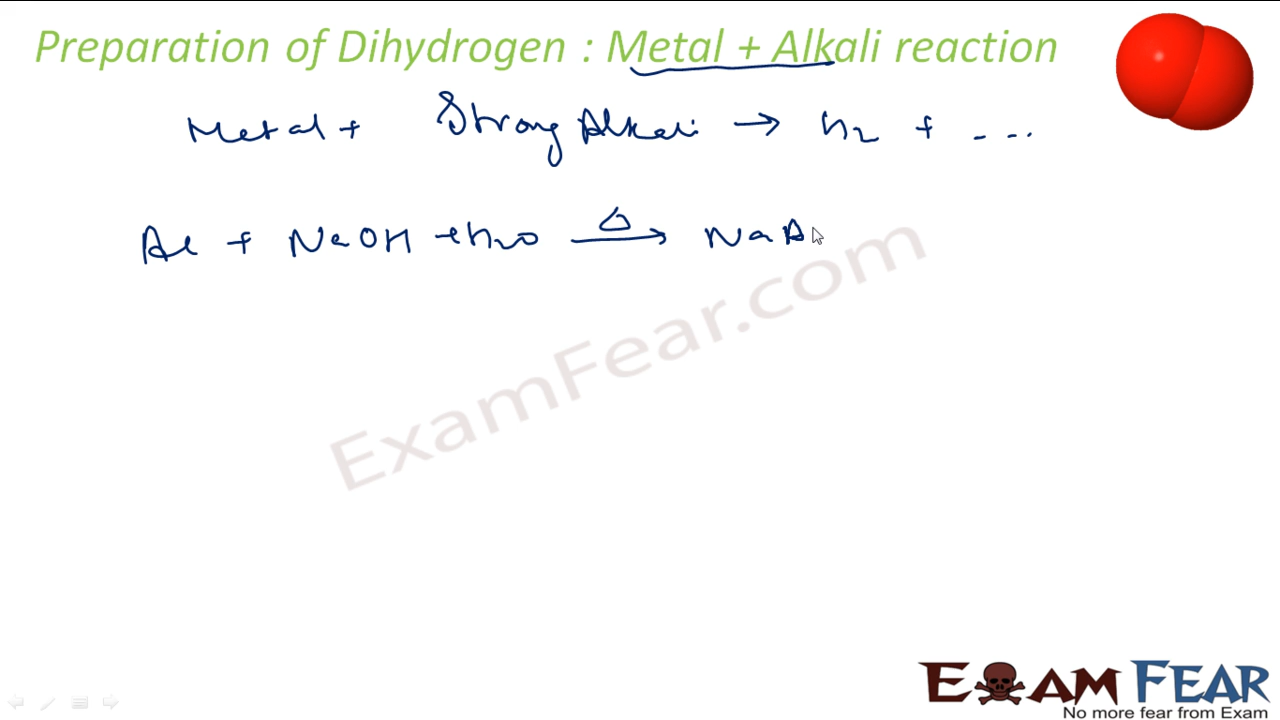 Preparation of Dihydrogen : Metal + Alkali reaction
Metal + Strong Alkali → H2 + ...
Al + NaOH + H2O →Δ NaA
ExamFear.com
EXAM FEAR
No more fear from Exam